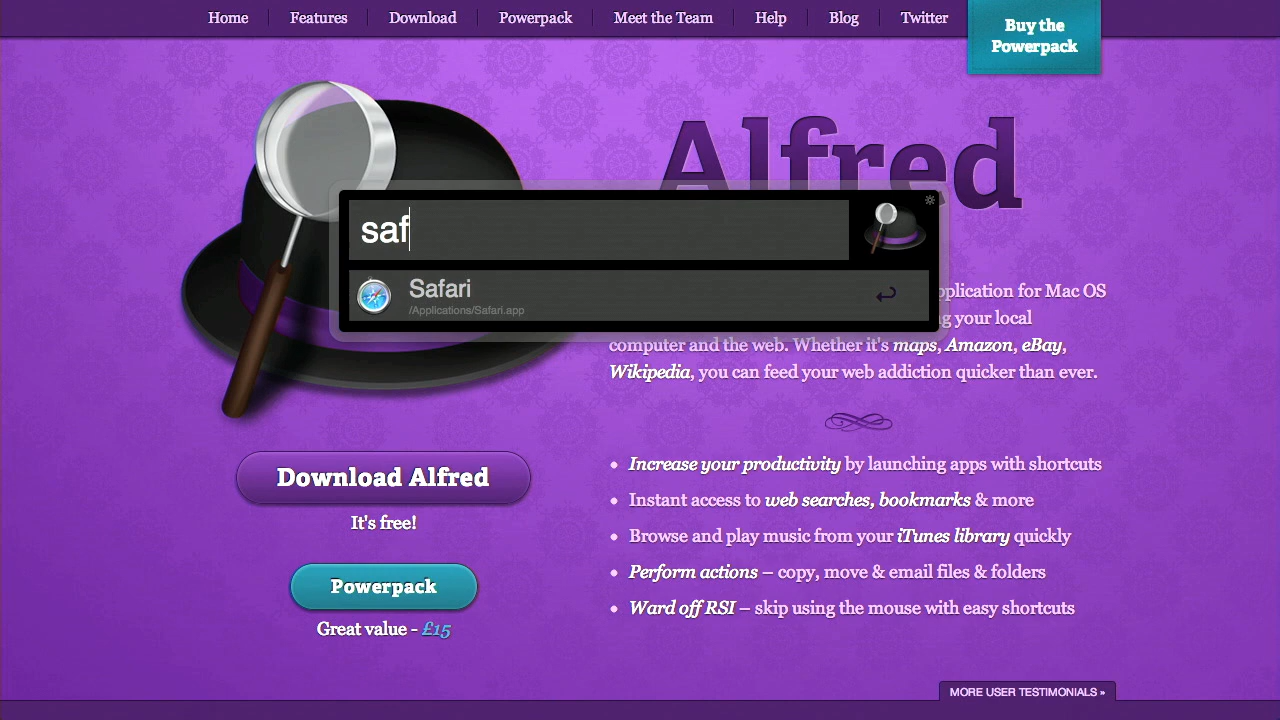 Home Features Download Powerpack Meet the Team Help Blog Twitter
Buy the
Powerpack
Alfred
saf
Safari
/Applications/Safari.app
application for Mac OS
your local
computer and the web. Whether it's maps, Amazon, eBay,
Wikipedia, you can feed your web addiction quicker than ever.
Download Alfred
It's free!
Powerpack
Great value - £15
Increase your productivity by launching apps with shortcuts
Instant access to web searches, bookmarks & more
Browse and play music from your iTunes library quickly
Perform actions – copy, move & email files & folders
Ward off RSI – skip using the mouse with easy shortcuts
MORE USER TESTIMONIALS »